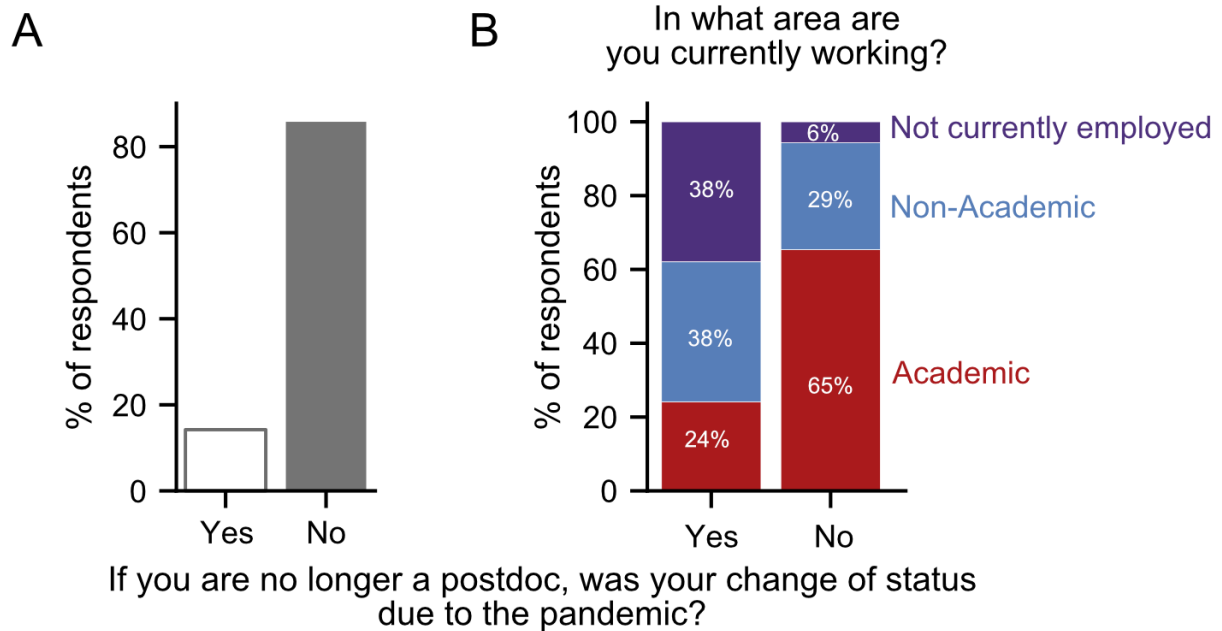 A
% of respondents
80
60
40
20
0
Yes
No
B
In what area are
you currently working?
% of respondents
100
80
60
40
20
0
38%
38%
24%
6%
29%
65%
Not currently employed
Non-Academic
Academic
Yes
No
If you are no longer a postdoc, was your change of status
due to the pandemic?